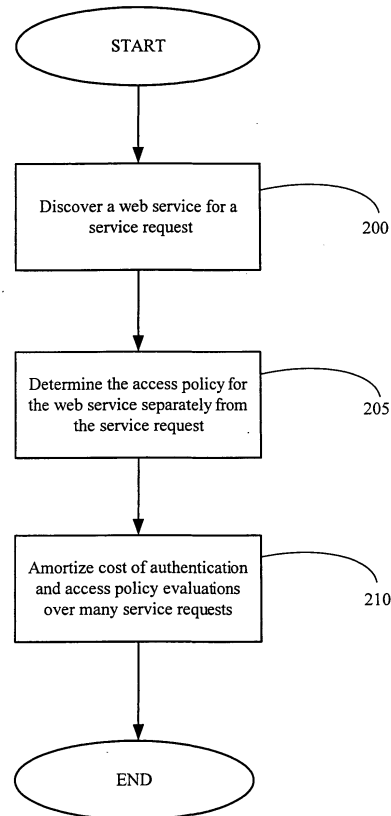 START
Discover a web service for a
service request
200
Determine the access policy for
the web service separately from
the service request
205
Amortize cost of authentication
and access policy evaluations
over many service requests
210
END